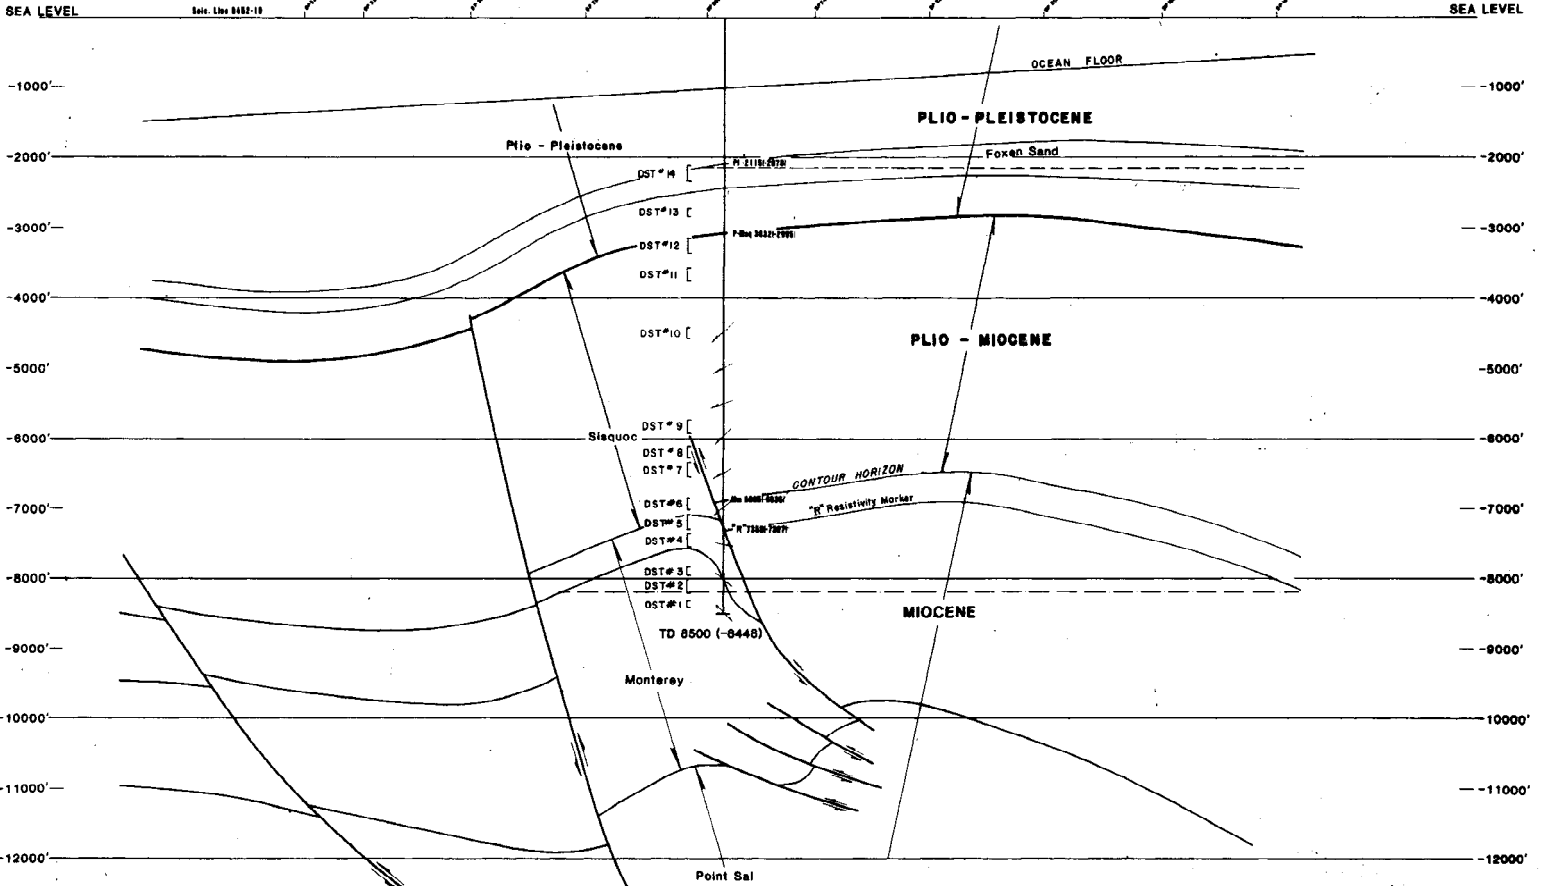 SEA LEVEL
Seis. Line 8452-18
SEA LEVEL
OCEAN FLOOR
-1000'
-1000'
PLIO-PLEISTOCENE
Plio - Pleistocene
Foxen Sand
-2000'
-2000'
DST#14
DST#13
-3000'
-3000'
DST#12
DST#11
-4000'
-4000'
DST#10
PLIO - MIOCENE
-5000'
-5000'
DST#9
Sisquoc
-6000'
-6000'
DST#8
DST#7
CONTOUR HORIZON
DST#6
"R" Resistivity Marker
-7000'
-7000'
DST#5
DST#4
DST#3
-8000'
-8000'
DST#2
DST#1
MIOCENE
TD 8500 (-8448)
-9000'
-9000'
Monterey
-10000'
-10000'
-11000'
-11000'
-12000'
-12000'
Point Sal